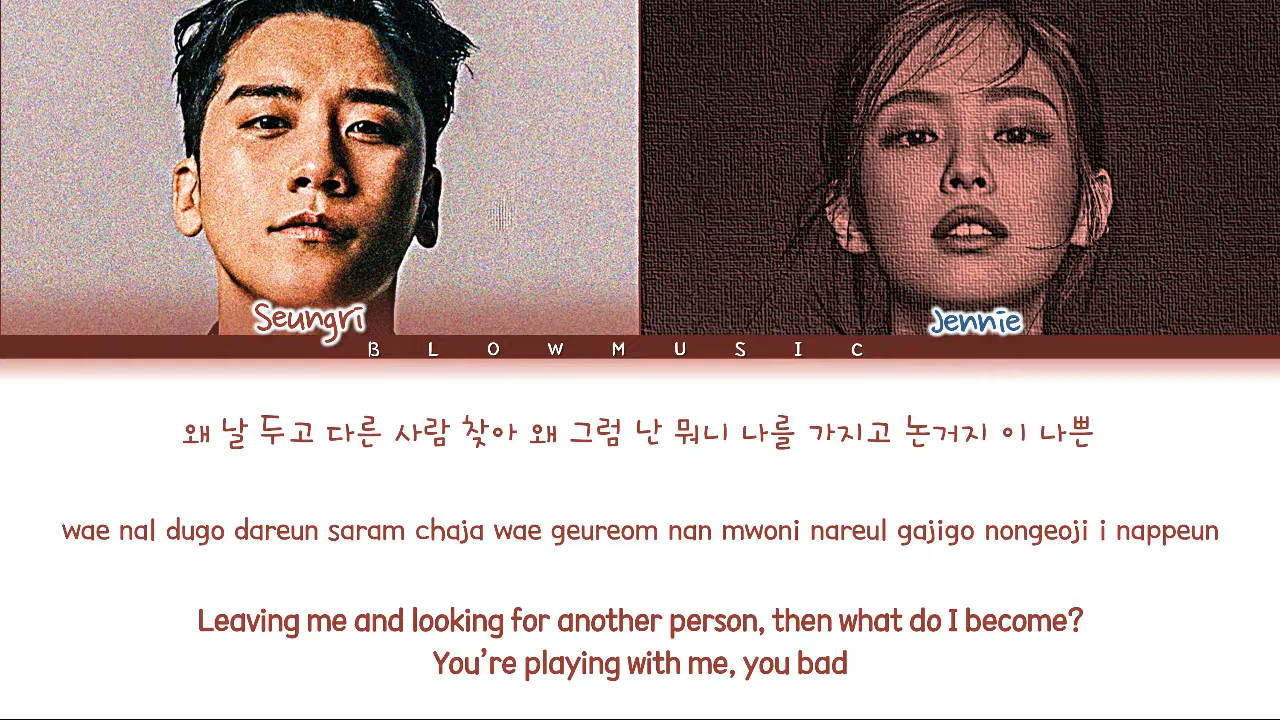 Seungri
Jennie
BLOWMUSIC
왜 날 두고 다른 사람 찾아 왜 그럼 난 뭐니 나를 가지고 논거지 이 나쁜
wae nal dugo dareun saram chaja wae geureom nan mwoni nareul gajigo nongeoji i nappeun
Leaving me and looking for another person, then what do I become?
You’re playing with me, you bad